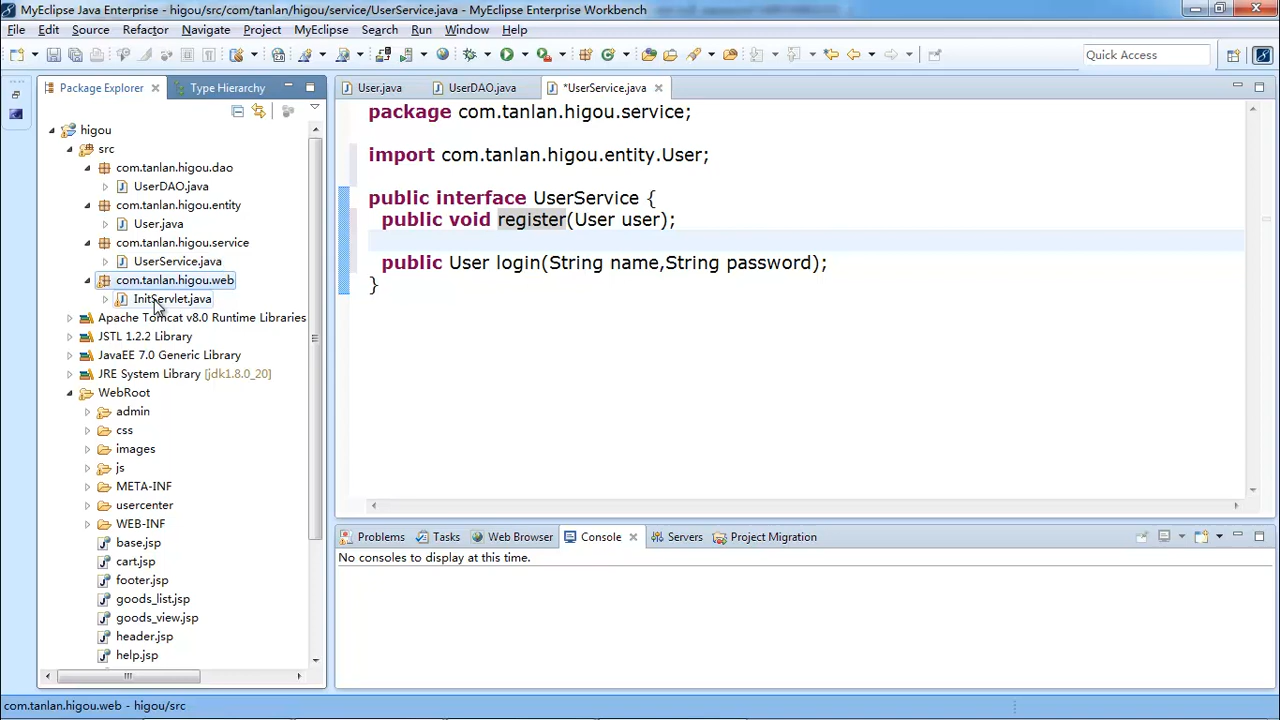 MyEclipse Java Enterprise - higou/src/com/tanlan/higou/service/UserService.java - MyEclipse Enterprise Workbench
File Edit Source Refactor Navigate Project MyEclipse Search Run Window Help
Quick Access
Package Explorer Type Hierarchy
User.java UserDAO.java *UserService.java
higou
src
com.tanlan.higou.dao
UserDAO.java
com.tanlan.higou.entity
User.java
com.tanlan.higou.service
UserService.java
com.tanlan.higou.web
InitServlet.java
Apache Tomcat v8.0 Runtime Libraries
JSTL 1.2.2 Library
JavaEE 7.0 Generic Library
JRE System Library [jdk1.8.0_20]
WebRoot
admin
css
images
js
META-INF
usercenter
WEB-INF
base.jsp
cart.jsp
footer.jsp
goods_list.jsp
goods_view.jsp
header.jsp
help.jsp
package com.tanlan.higou.service;
import com.tanlan.higou.entity.User;
public interface UserService {
public void register(User user);
public User login(String name,String password);
}
Problems Tasks Web Browser Console Servers Project Migration
No consoles to display at this time.
com.tanlan.higou.web - higou/src